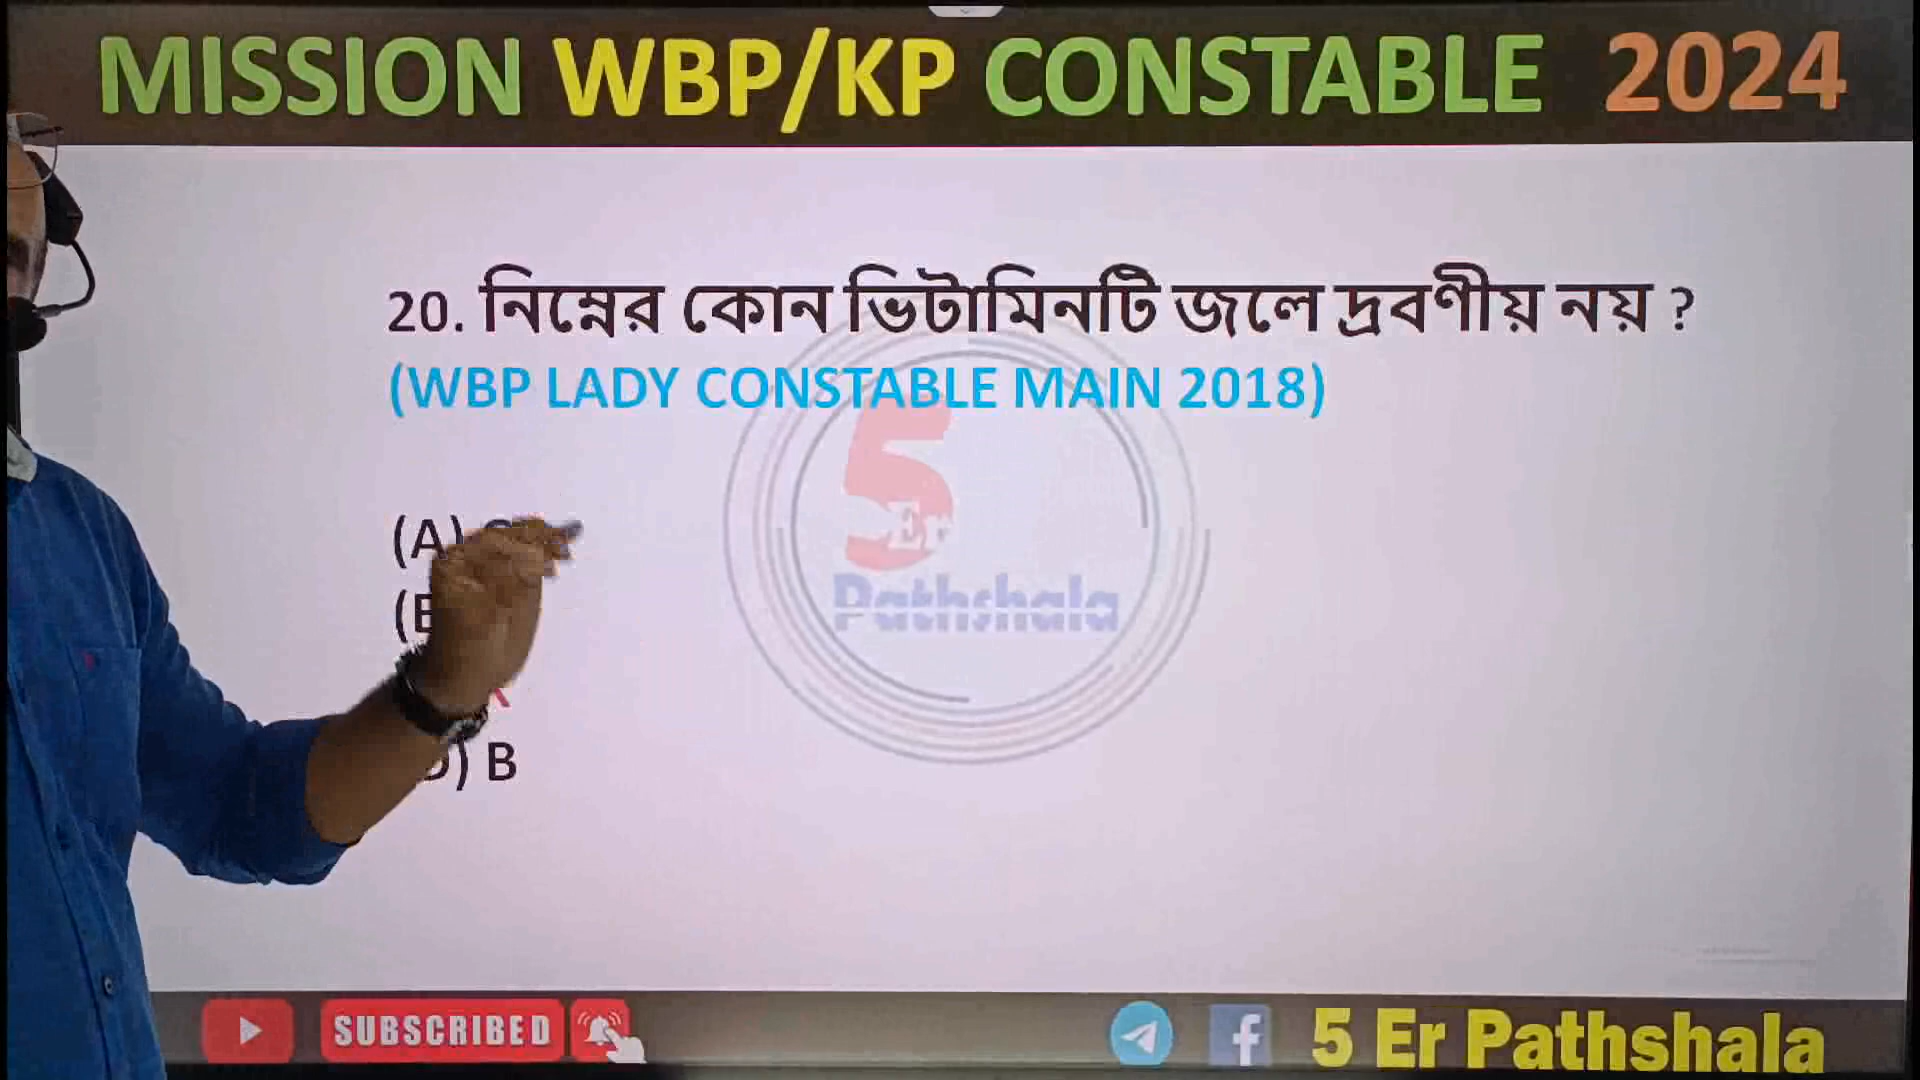 MISSION WBP/KP CONSTABLE 2024
20. নিম্নের কোন ভিটামিনটি জলে দ্রবণীয় নয় ?
(WBP LADY CONSTABLE MAIN 2018)
(A)
) B
5 Er Pathshala
SUBSCRIBED
5 Er Pathshala